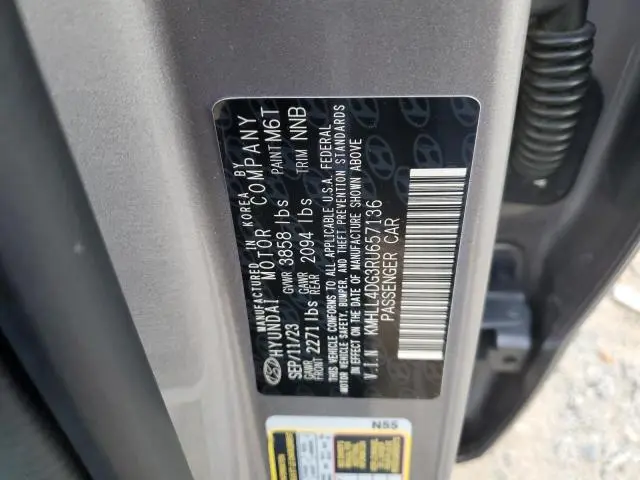 MANUFACTURED IN KOREA BY
HYUNDAI MOTOR COMPANY
SEP/11/23 GVWR 3858 lbs PAINT M6T
GAWR FRONT 2271 lbs GAWR REAR 2094 lbs TRIM NNB
THIS VEHICLE CONFORMS TO ALL APPLICABLE U.S.A. FEDERAL
MOTOR VEHICLE SAFETY, BUMPER, AND THEFT PREVENTION STANDARDS
IN EFFECT ON THE DATE OF MANUFACTURE SHOWN ABOVE
V.I.N KMHLL4DG3RU657136
PASSENGER CAR
N55